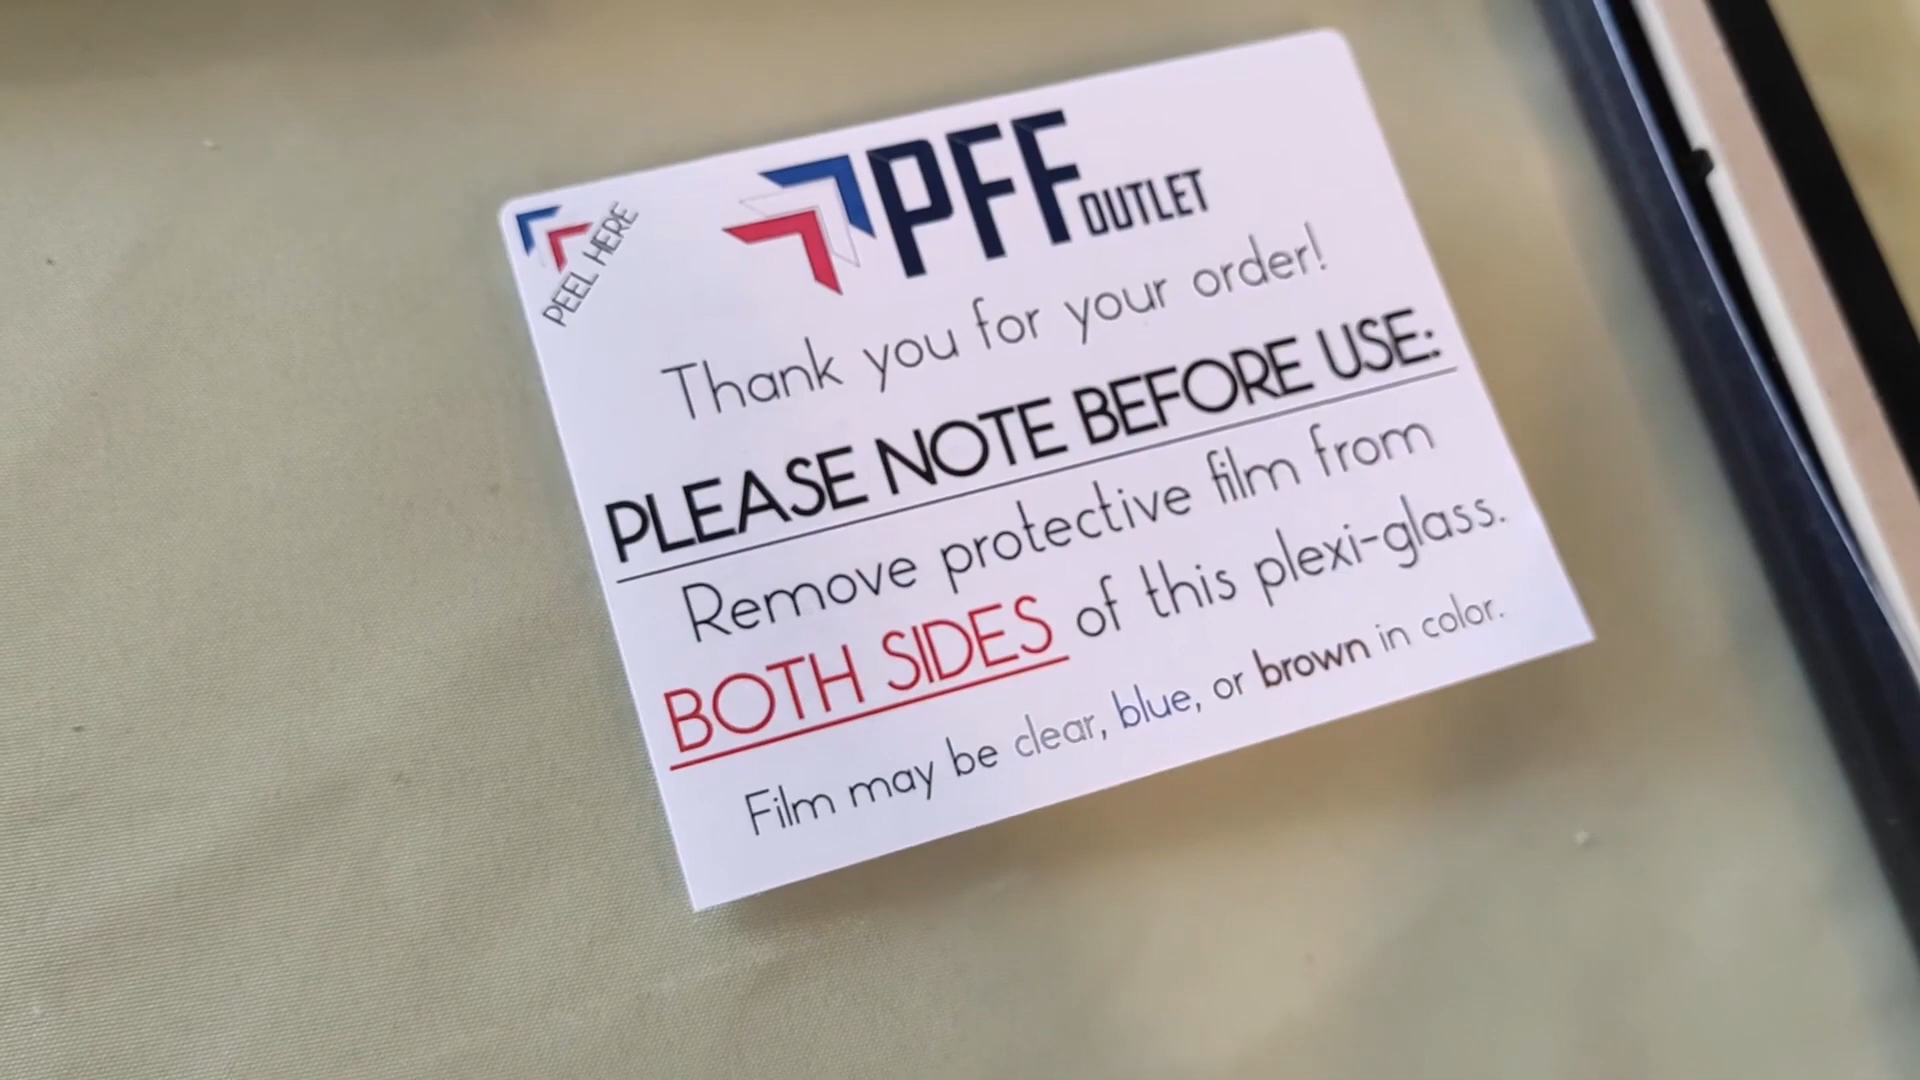 PEEL HERE
PFF OUTLET
Thank you for your order!
PLEASE NOTE BEFORE USE:
Remove protective film from
BOTH SIDES of this plexi-glass.
Film may be clear, blue, or brown in color.